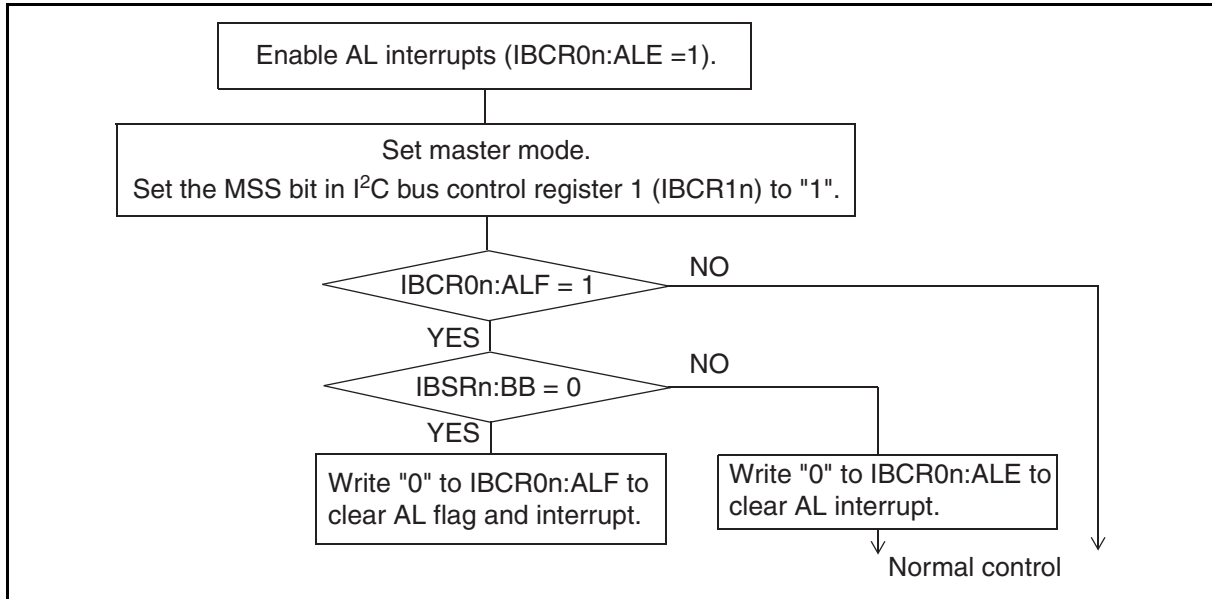 Enable AL interrupts (IBCR0n:ALE =1).
Set master mode.
Set the MSS bit in I²C bus control register 1 (IBCR1n) to "1".
IBCR0n:ALF = 1
NO
YES
IBSRn:BB = 0
NO
YES
Write "0" to IBCR0n:ALF to
clear AL flag and interrupt.
Write "0" to IBCR0n:ALE to
clear AL interrupt.
Normal control